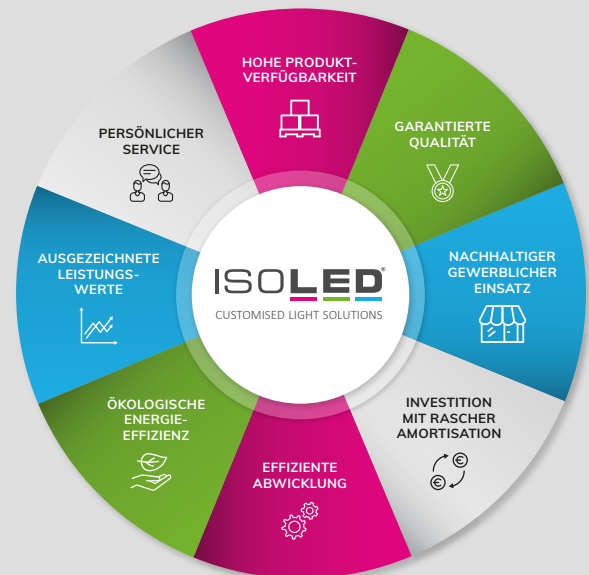 HOHE PRODUKT-
VERFÜGBARKEIT
GARANTIERTE
QUALITÄT
NACHHALTIGER
GEWERBLICHER
EINSATZ
INVESTITION
MIT RASCHER
AMORTISATION
EFFIZIENTE
ABWICKLUNG
ÖKOLOGISCHE
ENERGIE-
EFFIZIENZ
AUSGEZEICHNETE
LEISTUNGS-
WERTE
PERSÖNLICHER
SERVICE
ISOLED®
CUSTOMISED LIGHT SOLUTIONS